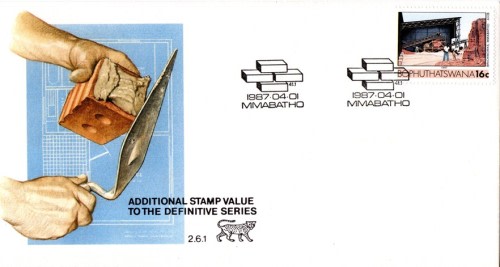 BOPHUTHATSWANA 16c
1987·04·01
MMABATHO
1987·04·01
MMABATHO
ADDITIONAL STAMP VALUE
TO THE DEFINITIVE SERIES
2.6.1